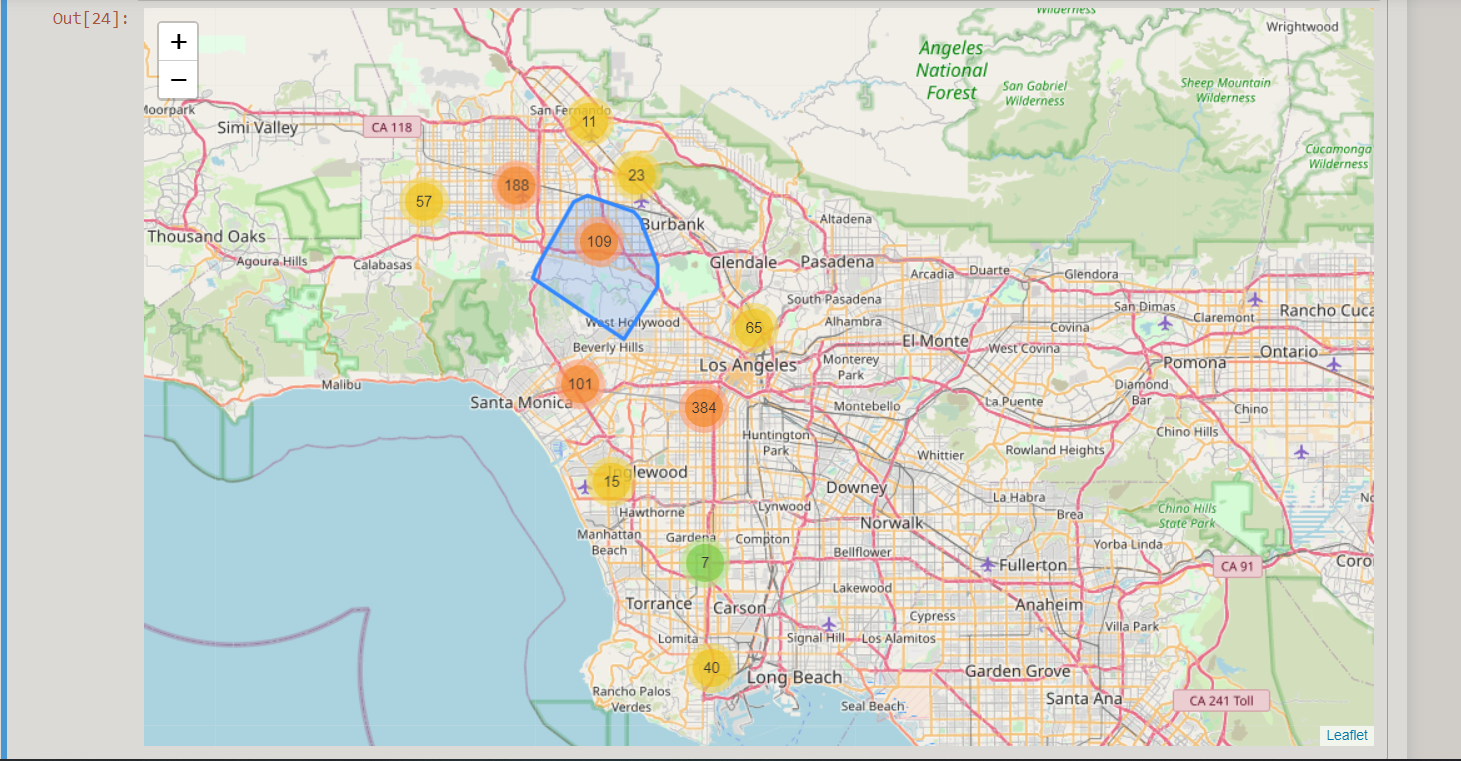 Out[24]:
+
−
Wilderness
Wrightwood
Angeles
National
Forest
San Gabriel
Wilderness
Sheep Mountain
Wilderness
Moorpark
Simi Valley
CA 118
San Fernando
11
Cucamonga
Wilderness
23
188
57
Burbank
Altadena
Thousand Oaks
109
Agoura Hills
Calabasas
Glendale
Pasadena
Arcadia
Duarte
Glendora
South Pasadena
San Dimas
Claremont
Rancho Cuca
West Hollywood
65
Alhambra
Covina
Beverly Hills
El Monte
West Covina
Ontario
Los Angeles
Monterey
Park
Pomona
Malibu
101
Diamond
Bar
Santa Monica
384
Montebello
La Puente
Chino
Huntington
Park
Chino Hills
Whittier
Rowland Heights
Inglewood
15
Downey
La Habra
No
Hawthorne
Lynwood
Norwalk
Brea
Chino Hills
State Park
Manhattan
Beach
Gardena
Compton
Yorba Linda
Bellflower
7
Fullerton
CA 91
Coro
Lakewood
Torrance
Carson
Cypress
Anaheim
Villa Park
Lomita
Signal Hill
Los Alamitos
40
Long Beach
Garden Grove
Rancho Palos
Verdes
Seal Beach
Santa Ana
CA 241 Toll
Leaflet